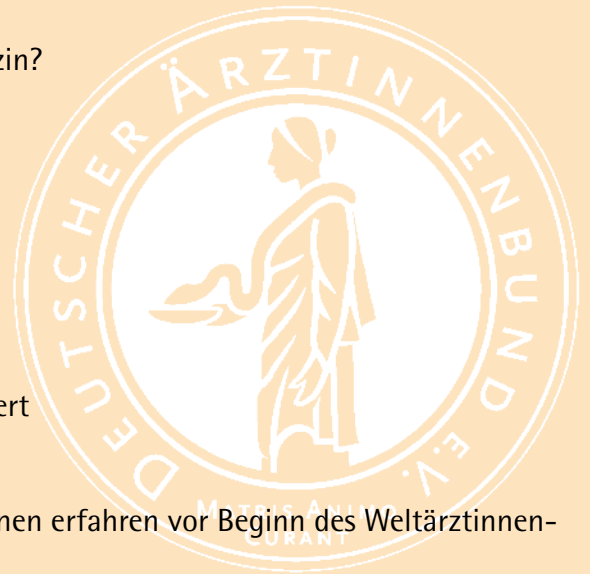 zin?
DEUTSCHER ÄRZTINNENBUND E.V.
ert
nen erfahren vor Beginn des Weltärztinnen-
MATRIS ANIMO
CURANT